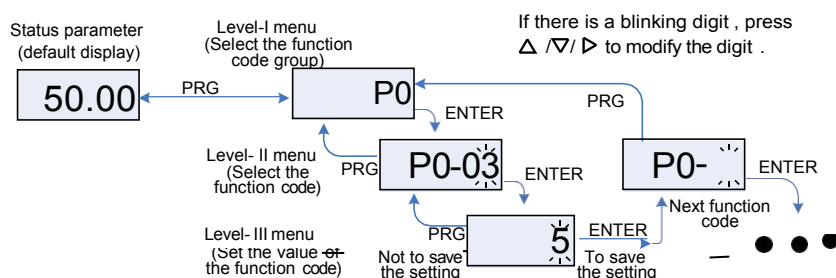 Status parameter
(default display)
50.00
PRG
Level-I menu
(Select the function
code group)
P0
ENTER
If there is a blinking digit , press
△ /▽/ ▷ to modify the digit .
PRG
Level- II menu
(Select the
function code)
PRG
P0-03
ENTER
P0-
ENTER
Next function
code
Level- III menu
(Set the value of
the function code)
PRG
Not to save
the setting
5
ENTER
To save
the setting